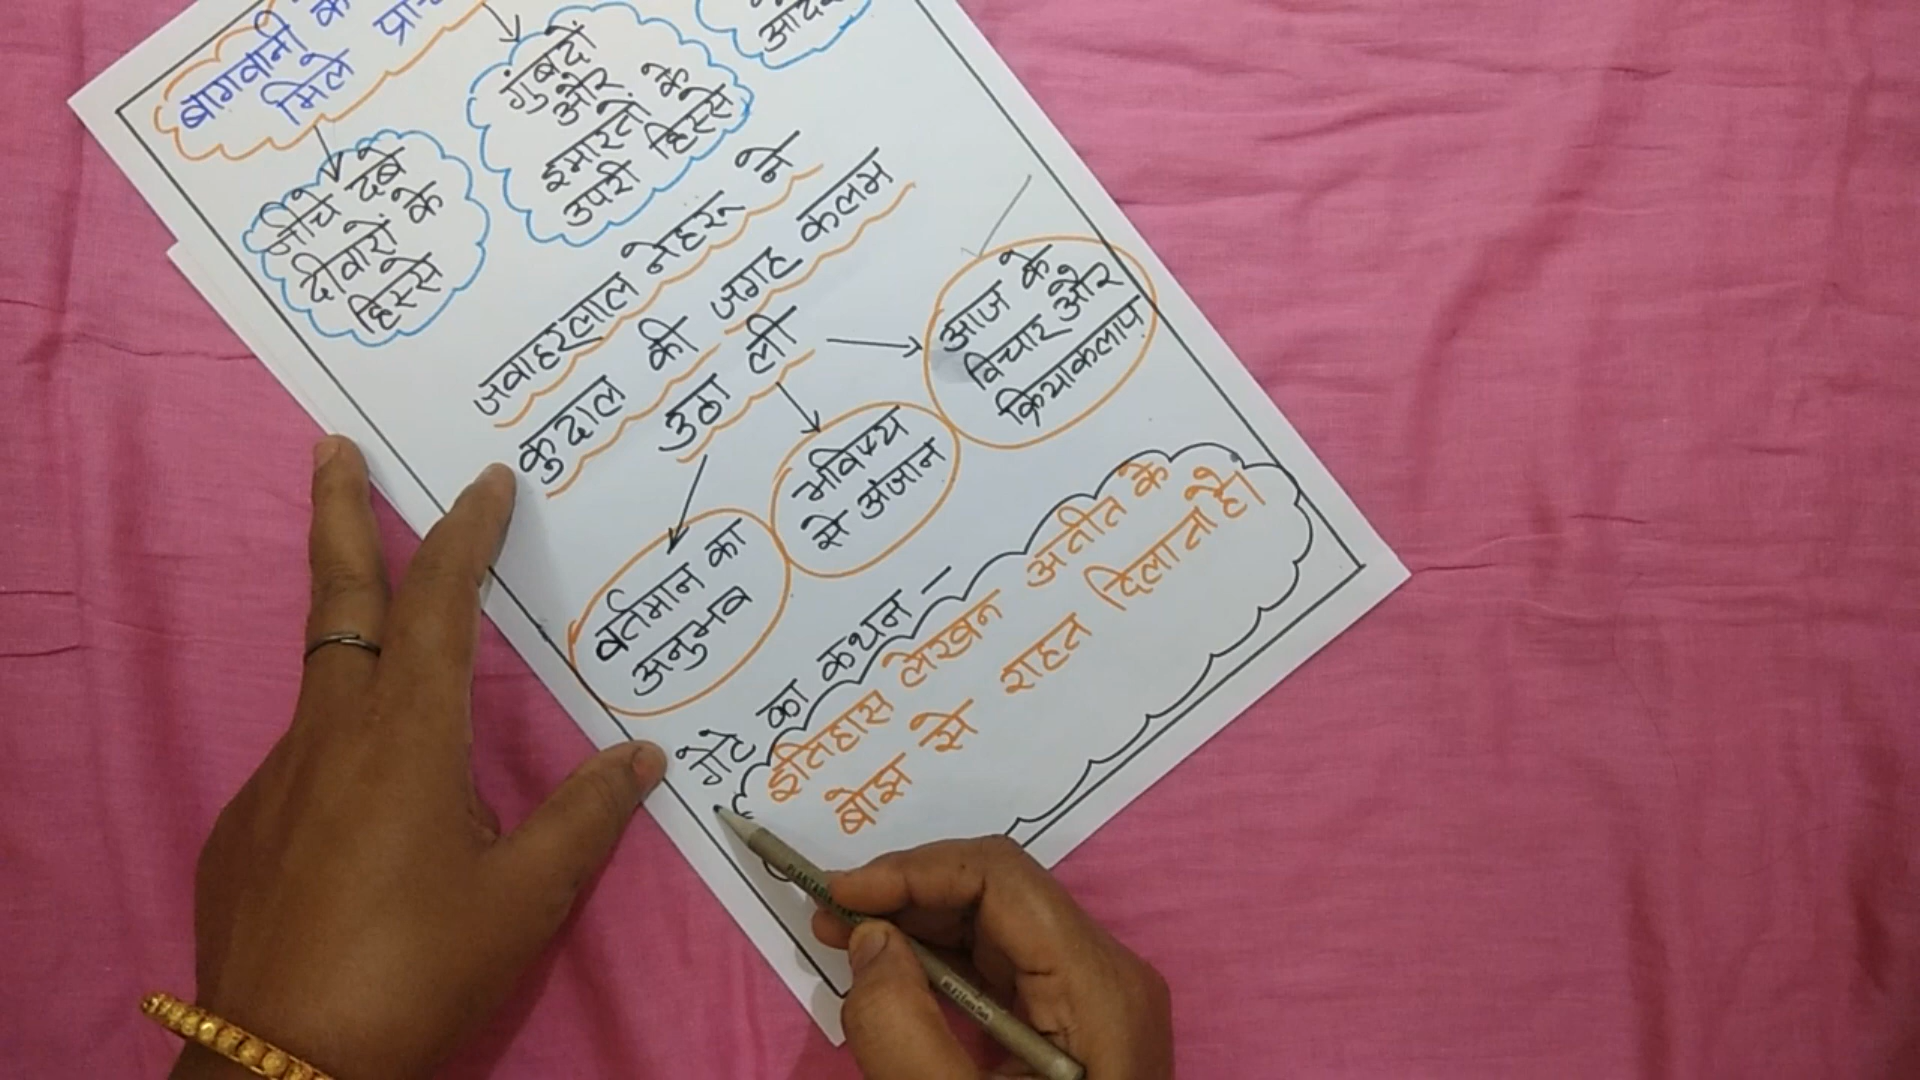 बागवानी
मिले
नीचे दबे
दीवारों के
हिस्से
गुंबदें
और
इमारतों के
उपरी हिस्से
जवाहरलाल नेहरू ने
कुदाल की जगह कलम
उठा ली
वर्तमान का
अनुभव
भविष्य
से अंजान
आज के
विचार और
क्रियाकलाप
गेटे का कथन –
इतिहास लेखन अतीत के
बोझ से राहत दिलाता है।